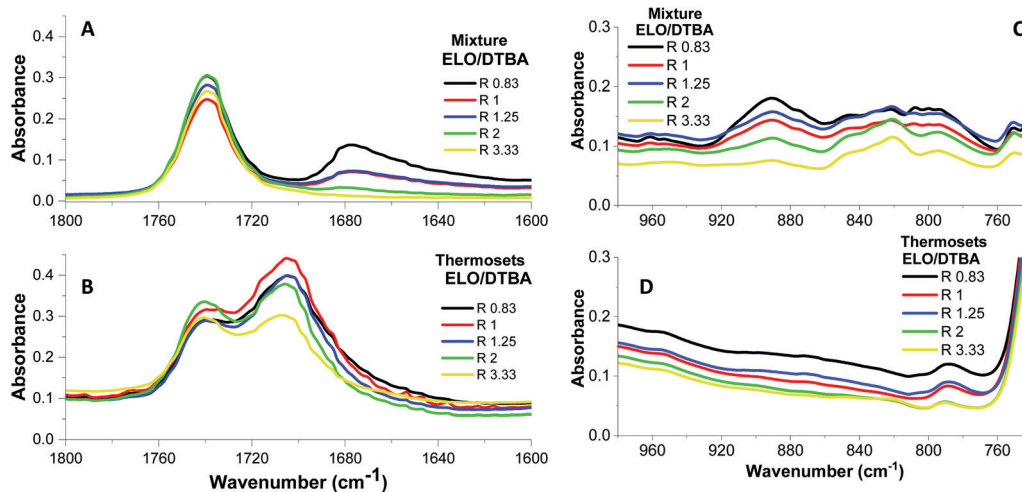 A
Mixture
ELO/DTBA
R 0.83
R 1
R 1.25
R 2
R 3.33
Absorbance
0.4
0.3
0.2
0.1
0.0
1800
1760
1720
1680
1640
1600
B
Thermosets
ELO/DTBA
R 0.83
R 1
R 1.25
R 2
R 3.33
Absorbance
0.4
0.3
0.2
0.1
0.0
1800
1760
1720
1680
1640
1600
Wavenumber (cm-1)
C
Mixture
ELO/DTBA
R 0.83
R 1
R 1.25
R 2
R 3.33
Absorbance
0.3
0.2
0.1
0.0
960
920
880
840
800
760
D
Thermosets
ELO/DTBA
R 0.83
R 1
R 1.25
R 2
R 3.33
Absorbance
0.3
0.2
0.1
0.0
960
920
880
840
800
760
Wavenumber (cm-1)